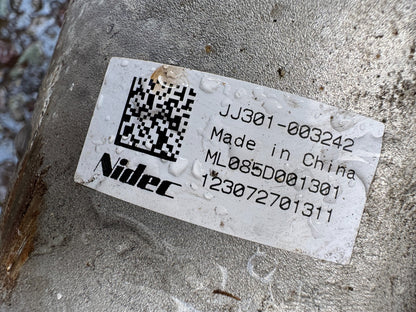 JJ301-003242
Made in China
ML085D001301
123072701311
Nidec